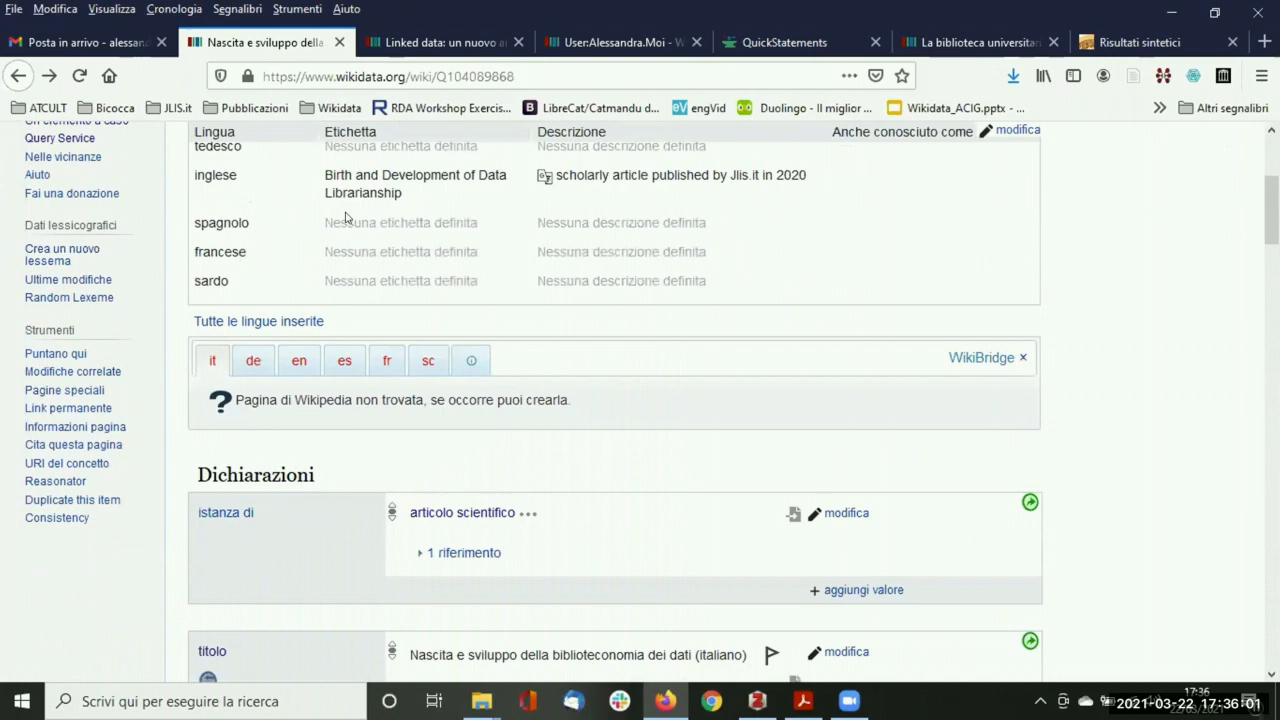 File Modifica Visualizza Cronologia Segnalibri Strumenti Aiuto
Posta in arrivo - alessan
Nascita e sviluppo della
Linked data: un nuovo a
User:Alessandra.Moi - W
QuickStatements
La biblioteca universitar
Risultati sintetici
https://www.wikidata.org/wiki/Q104089868
ATCULT
Bicocca
JLIS.it
Pubblicazioni
Wikidata
RDA Workshop Exercis...
LibreCat/Catmandu d...
engVid
Duolingo - Il miglior ...
Wikidata_ACIG.pptx - ...
Altri segnalibri
Query Service
Nelle vicinanze
Aiuto
Fai una donazione
Dati lessicografici
Crea un nuovo
lessema
Ultime modifiche
Random Lexeme
Strumenti
Puntano qui
Modifiche correlate
Pagine speciali
Link permanente
Informazioni pagina
Cita questa pagina
URI del concetto
Reasonator
Duplicate this item
Consistency
Lingua Etichetta Descrizione Anche conosciuto come modifica
tedesco Nessuna etichetta definita Nessuna descrizione definita
inglese Birth and Development of Data
Librarianship
scholarly article published by Jlis.it in 2020
spagnolo Nessuna etichetta definita Nessuna descrizione definita
francese Nessuna etichetta definita Nessuna descrizione definita
sardo Nessuna etichetta definita Nessuna descrizione definita
Tutte le lingue inserite
it de en es fr sc WikiBridge ×
Pagina di Wikipedia non trovata, se occorre puoi crearla.
Dichiarazioni
istanza di articolo scientifico modifica
1 riferimento
+ aggiungi valore
titolo Nascita e sviluppo della biblioteconomia dei dati (italiano) modifica
Scrivi qui per eseguire la ricerca
17:36
2021-03-22 17:36:01